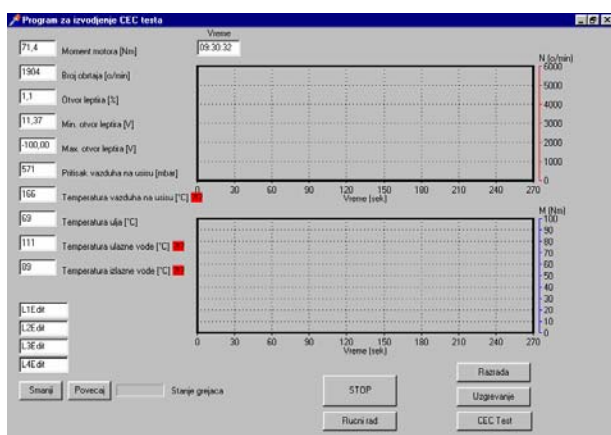 Program za izvodjenje CEC testa
Vreme
09:30:32
71,4 Moment motora [Nm]
1904 Broj obrtaja [o/min]
1,1 Otvor leptira [%]
11,37 Min. otvor leptira [V]
-100,00 Max. otvor leptira [V]
571 Pritisak vazduha na usisu [mbar]
166 Temperatura vazduha na usisu [°C]
69 Temperatura ulja [°C]
111 Temperatura ulazne vode [°C]
89 Temperatura izlazne vode [°C]
N [o/min]
6000
5000
4000
3000
2000
1000
0
0 30 60 90 120 150 180 210 240 270
Vreme [sek]
M [Nm]
100
90
80
70
60
50
40
30
20
10
0
0 30 60 90 120 150 180 210 240 270
Vreme [sek]
L1Edit
L2Edit
L3Edit
L4Edit
Smanji Povecaj Stanje grejaca
STOP
Rucni rad
Razrada
Uzgrevanje
CEC Test